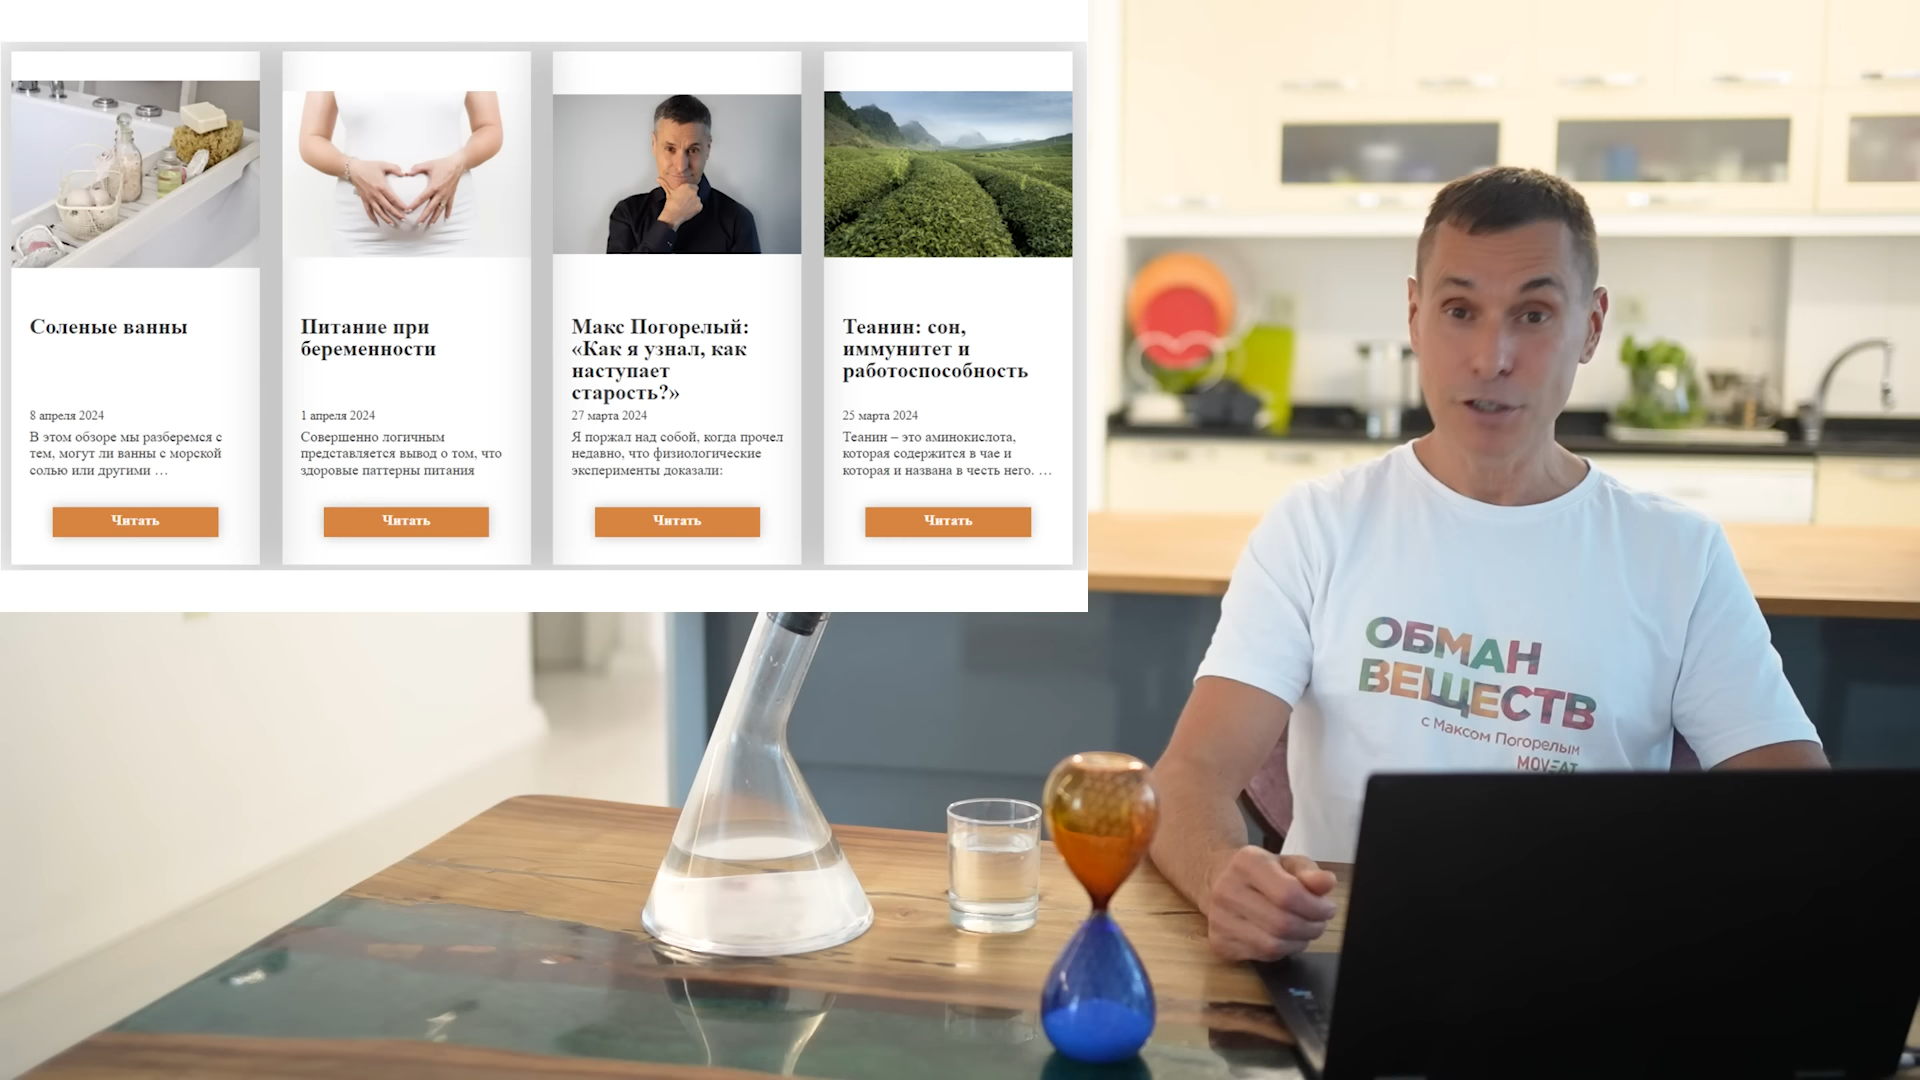 Соленые ванны
8 апреля 2024
В этом обзоре мы разберемся с
тем, могут ли ванны с морской
солью или другими …
Читать
Питание при
беременности
1 апреля 2024
Совершенно логичным
представляется вывод о том, что
здоровые паттерны питания
Читать
Макс Погорелый:
«Как я узнал, как
наступает
старость?»
27 марта 2024
Я поржал над собой, когда прочел
недавно, что физиологические
эксперименты доказали:
Читать
Теанин: сон,
иммунитет и
работоспособность
25 марта 2024
Теанин – это аминокислота,
которая содержится в чае и
которая и названа в честь него. …
Читать
ОБМАН
ВЕЩЕСТВ
с Максом Погорелым
MOVEAT